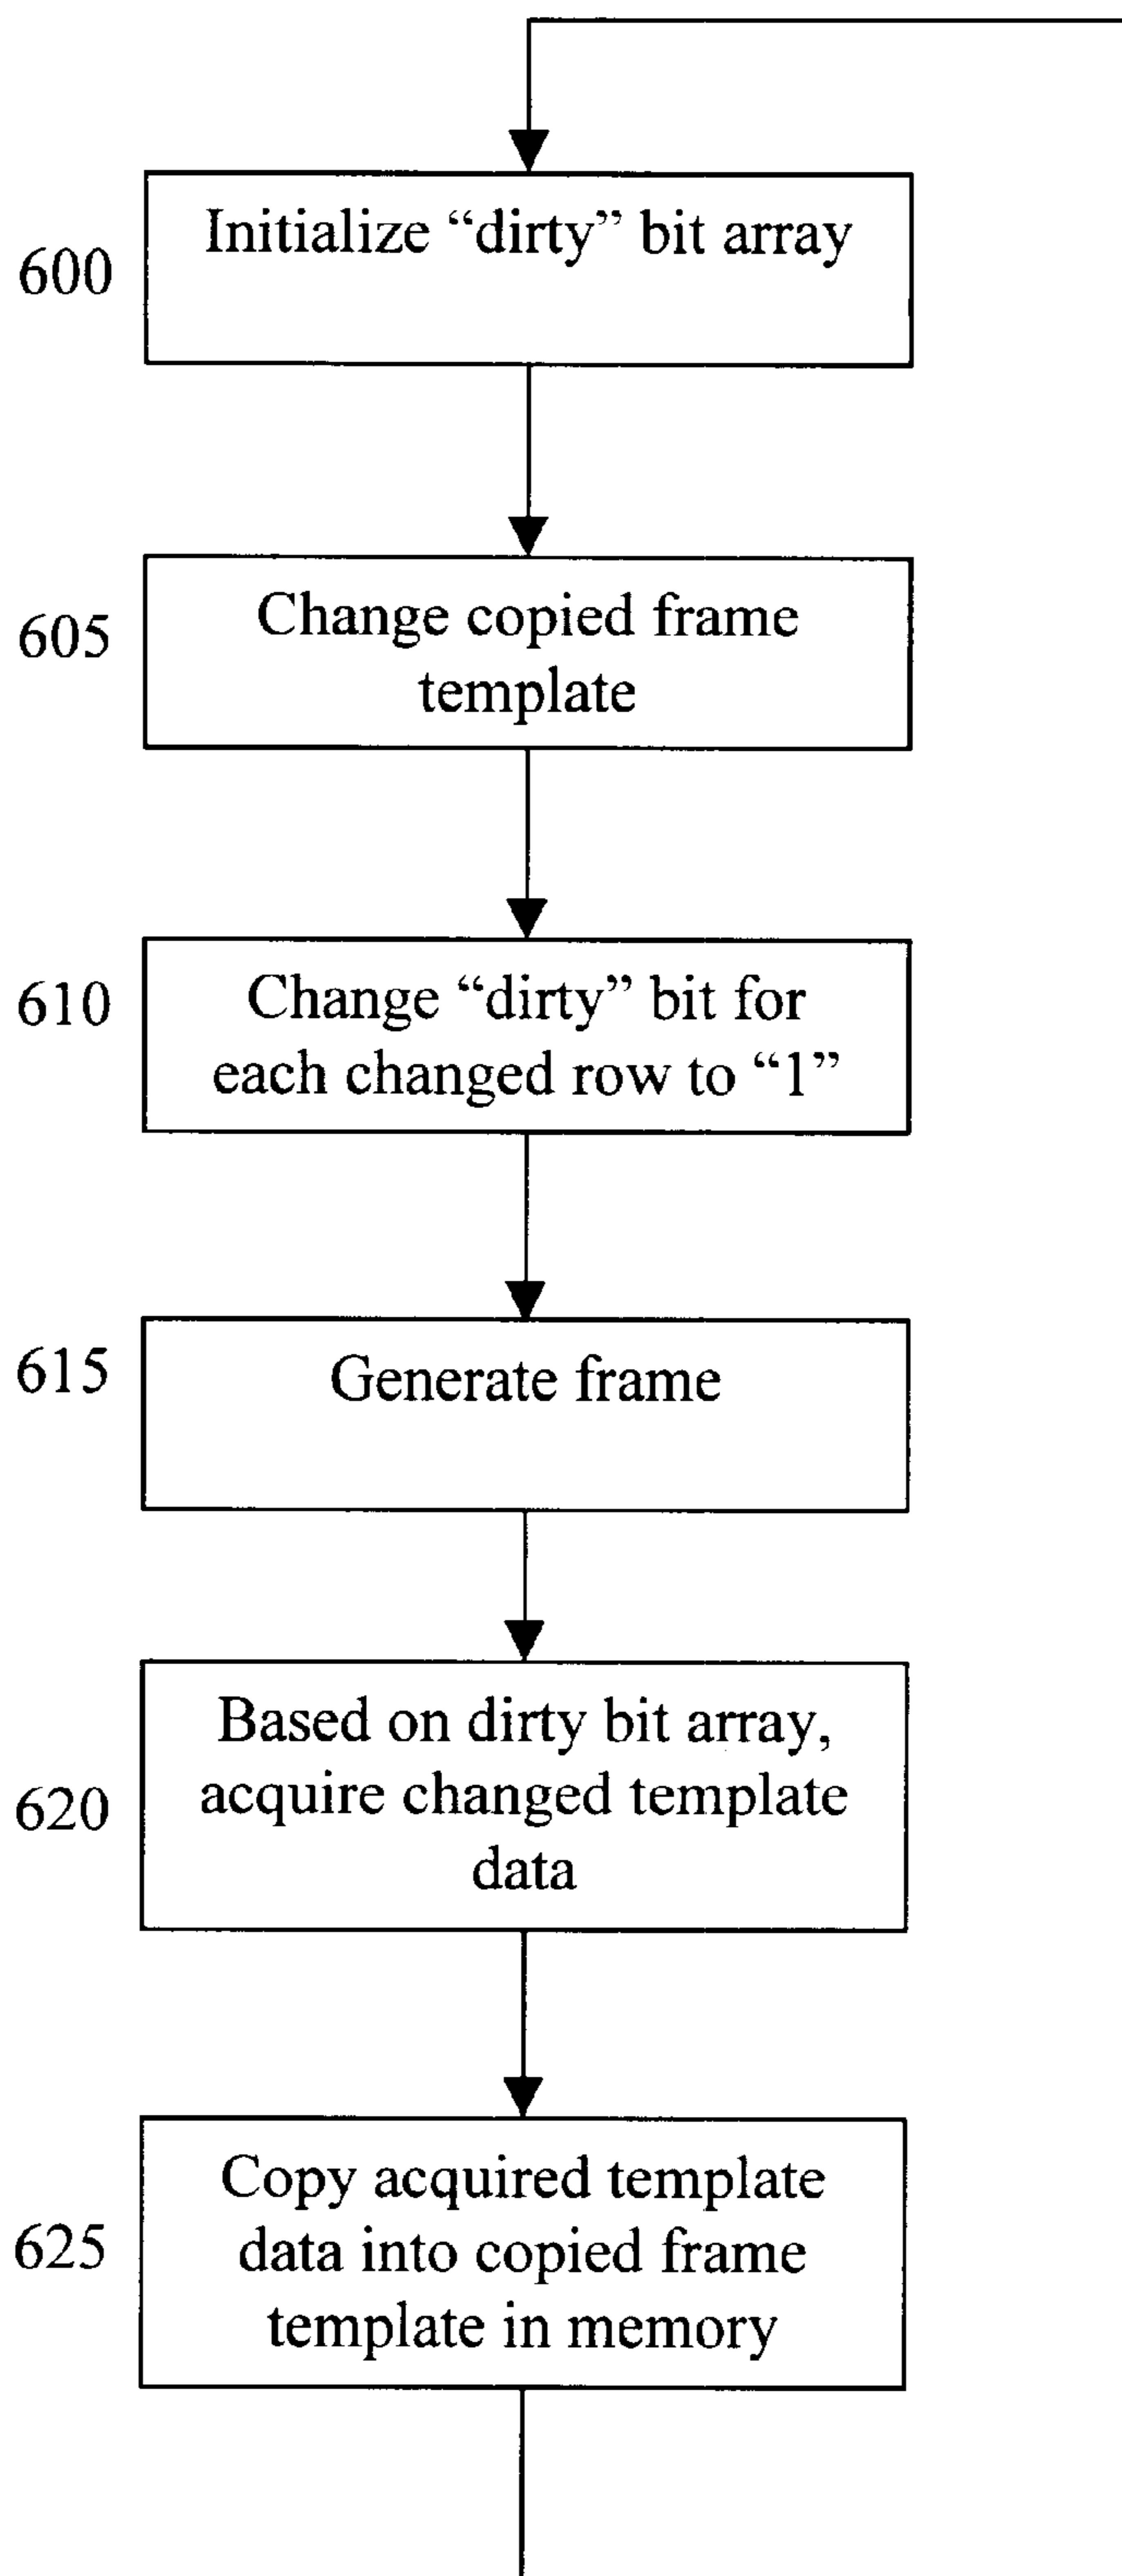 600
Initialize “dirty” bit array
605
Change copied frame
template
610
Change “dirty” bit for
each changed row to “1”
615
Generate frame
620
Based on dirty bit array,
acquire changed template
data
625
Copy acquired template
data into copied frame
template in memory